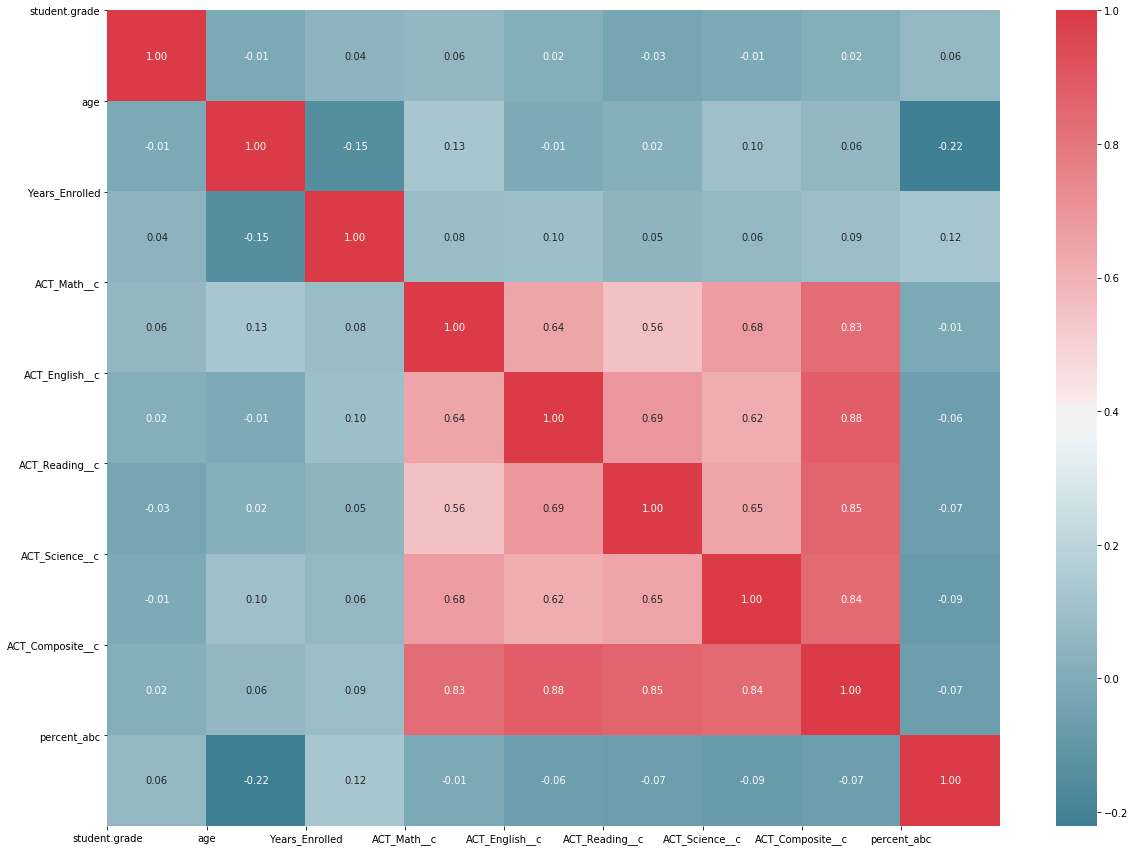 student.grade
1.00 -0.01 0.04 0.06 0.02 -0.03 -0.01 0.02 0.06
age
-0.01 1.00 -0.15 0.13 -0.01 0.02 0.10 0.06 -0.22
Years_Enrolled
0.04 -0.15 1.00 0.08 0.10 0.05 0.06 0.09 0.12
ACT_Math__c
0.06 0.13 0.08 1.00 0.64 0.56 0.68 0.83 -0.01
ACT_English__c
0.02 -0.01 0.10 0.64 1.00 0.69 0.62 0.88 -0.06
ACT_Reading__c
-0.03 0.02 0.05 0.56 0.69 1.00 0.65 0.85 -0.07
ACT_Science__c
-0.01 0.10 0.06 0.68 0.62 0.65 1.00 0.84 -0.09
ACT_Composite__c
0.02 0.06 0.09 0.83 0.88 0.85 0.84 1.00 -0.07
percent_abc
0.06 -0.22 0.12 -0.01 -0.06 -0.07 -0.09 -0.07 1.00
student.grade age Years_Enrolled ACT_Math__c ACT_English__c ACT_Reading__c ACT_Science__c ACT_Composite__c percent_abc
1.0
0.8
0.6
0.4
0.2
0.0
−0.2